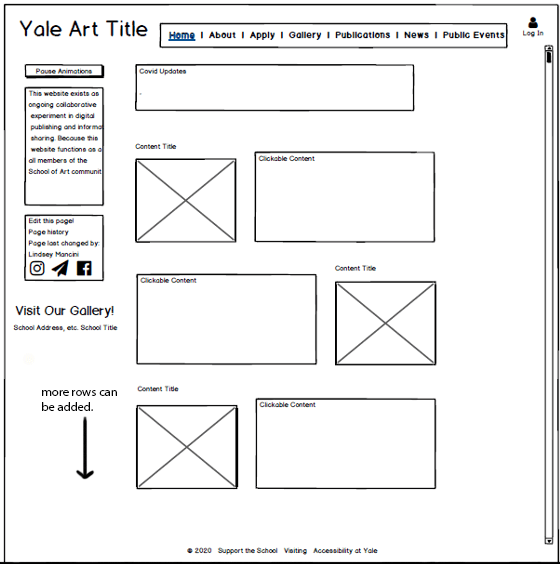 Yale Art Title
Home | About | Apply | Gallery | Publications | News | Public Events
Log In
Pause Animations
This website exists as
ongoing collaborative
experiment in digital
publishing and informat
sharing. Because this
website functions as a
all members of the
School of Art communit
Edit this page!
Page history
Page last changed by:
Lindsey Mancini
Visit Our Gallery!
School Address, etc. School Title
more rows can
be added.
Covid Updates
Content Title
Clickable Content
Clickable Content
Content Title
Content Title
Clickable Content
© 2020 Support the School Visiting Accessibility at Yale